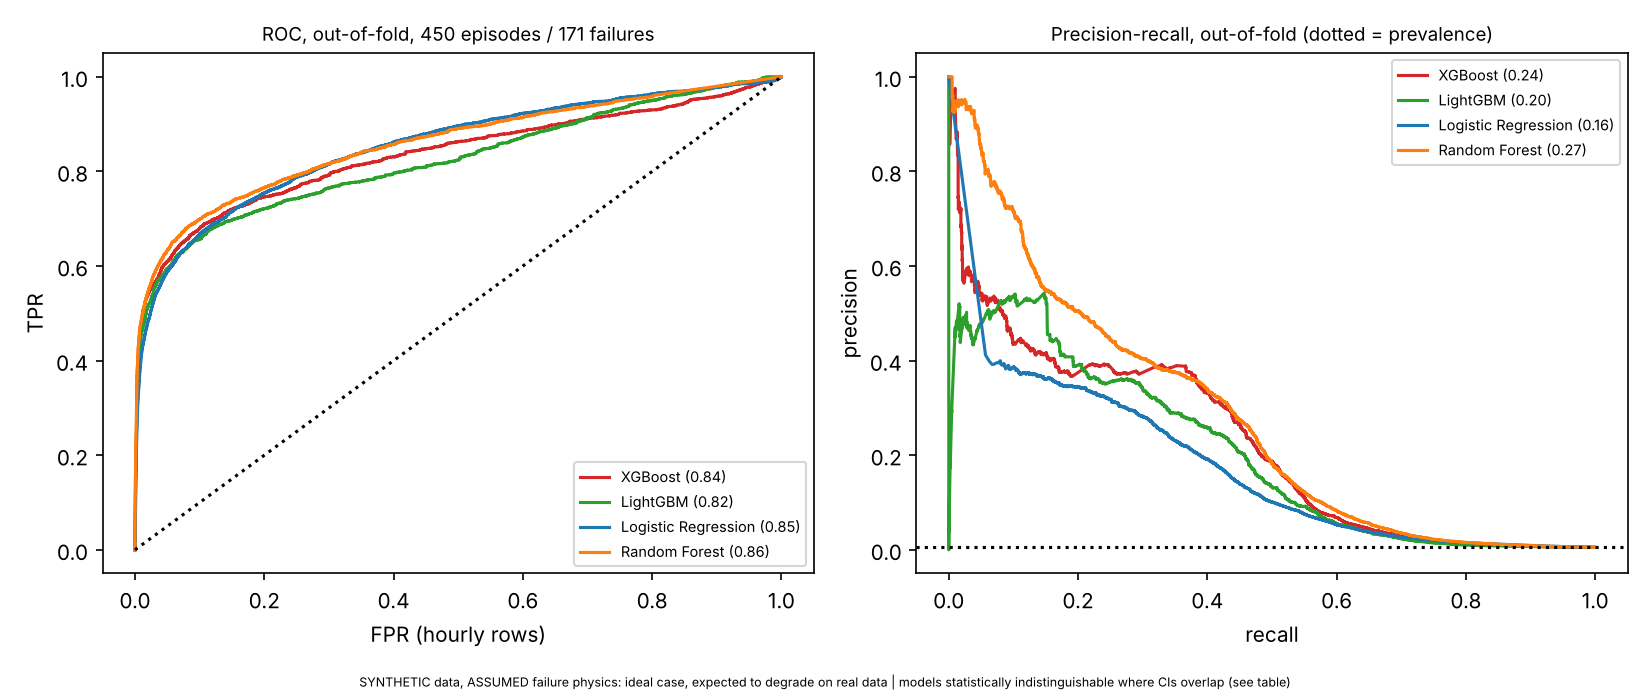 ROC, out-of-fold, 450 episodes / 171 failures
1.0
0.8
0.6
0.4
0.2
0.0
TPR
0.0 0.2 0.4 0.6 0.8 1.0
FPR (hourly rows)
XGBoost (0.84)
LightGBM (0.82)
Logistic Regression (0.85)
Random Forest (0.86)
Precision-recall, out-of-fold (dotted = prevalence)
1.0
0.8
0.6
0.4
0.2
0.0
precision
0.0 0.2 0.4 0.6 0.8 1.0
recall
XGBoost (0.24)
LightGBM (0.20)
Logistic Regression (0.16)
Random Forest (0.27)
SYNTHETIC data, ASSUMED failure physics: ideal case, expected to degrade on real data | models statistically indistinguishable where CIs overlap (see table)